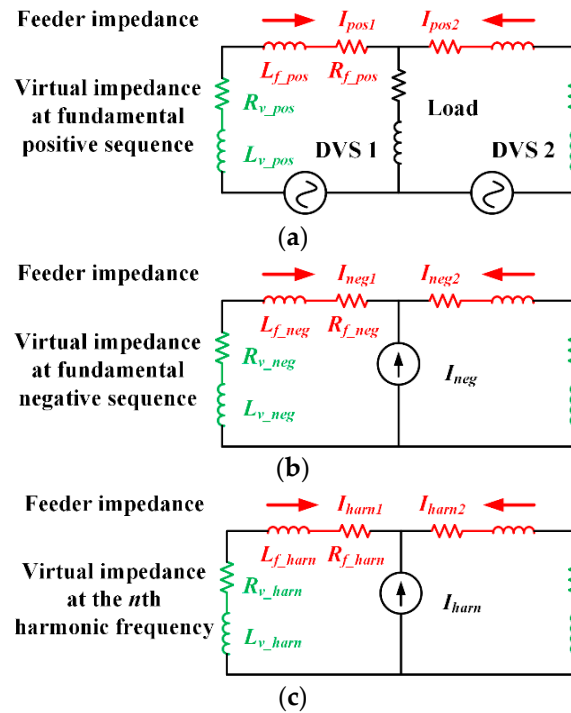 Feeder impedance
I_pos1
I_pos2
L_f_pos
R_f_pos
Virtual impedance
at fundamental
positive sequence
R_v_pos
L_v_pos
Load
DVS 1
DVS 2
(a)
Feeder impedance
I_neg1
I_neg2
L_f_neg
R_f_neg
Virtual impedance
at fundamental
negative sequence
R_v_neg
L_v_neg
I_neg
(b)
Feeder impedance
I_harn1
I_harn2
L_f_harn
R_f_harn
Virtual impedance
at the nth
harmonic frequency
R_v_harn
L_v_harn
I_harn
(c)